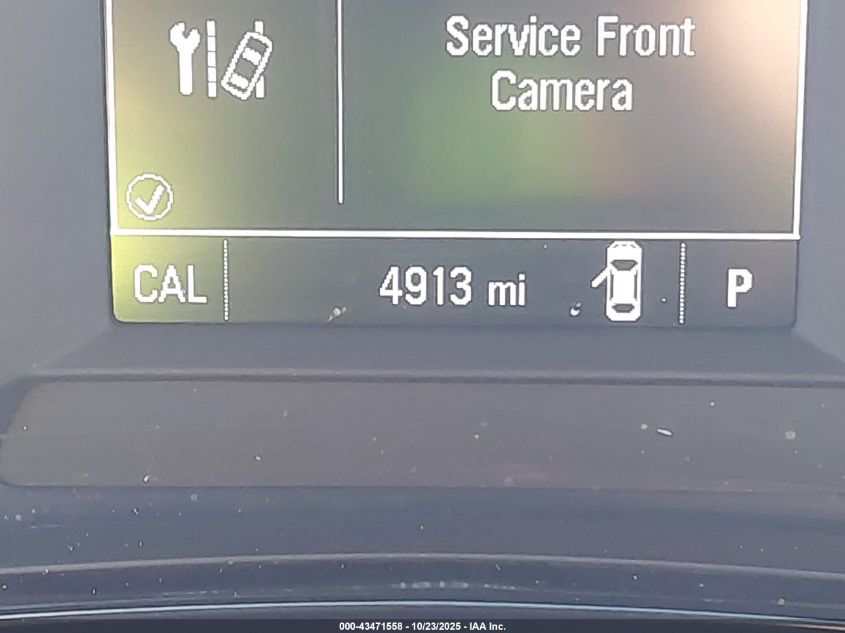 Service Front
Camera
CAL 4913 mi P
000-43471558 - 10/23/2025 - IAA Inc.